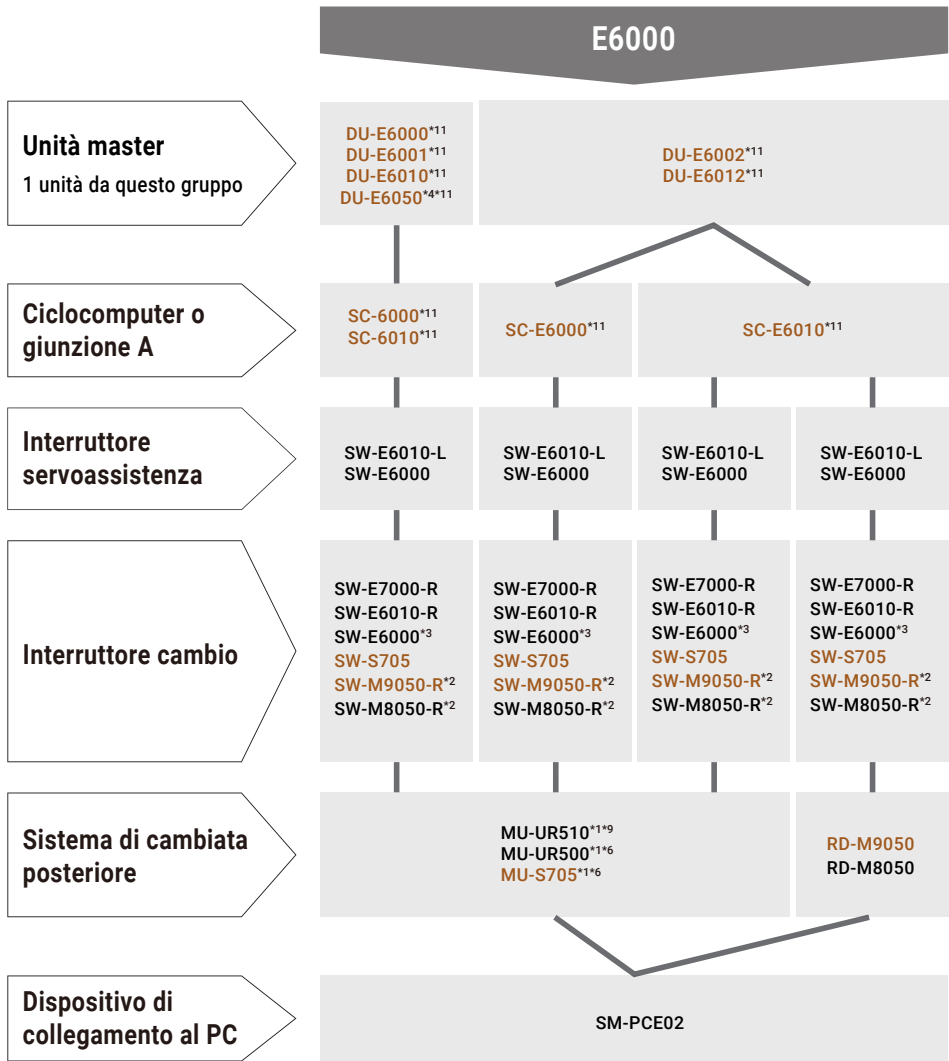 E6000
Unità master
1 unità da questo gruppo
DU-E6000*11
DU-E6001*11
DU-E6010*11
DU-E6050*4*11
DU-E6002*11
DU-E6012*11
Ciclocomputer o
giunzione A
SC-6000*11
SC-6010*11
SC-E6000*11
SC-E6010*11
Interruttore
servoassistenza
SW-E6010-L
SW-E6000
SW-E6010-L
SW-E6000
SW-E6010-L
SW-E6000
SW-E6010-L
SW-E6000
Interruttore cambio
SW-E7000-R
SW-E6010-R
SW-E6000*3
SW-S705
SW-M9050-R*2
SW-M8050-R*2
SW-E7000-R
SW-E6010-R
SW-E6000*3
SW-S705
SW-M9050-R*2
SW-M8050-R*2
SW-E7000-R
SW-E6010-R
SW-E6000*3
SW-S705
SW-M9050-R*2
SW-M8050-R*2
SW-E7000-R
SW-E6010-R
SW-E6000*3
SW-S705
SW-M9050-R*2
SW-M8050-R*2
Sistema di cambiata
posteriore
MU-UR510*1*9
MU-UR500*1*6
MU-S705*1*6
RD-M9050
RD-M8050
Dispositivo di
collegamento al PC
SM-PCE02